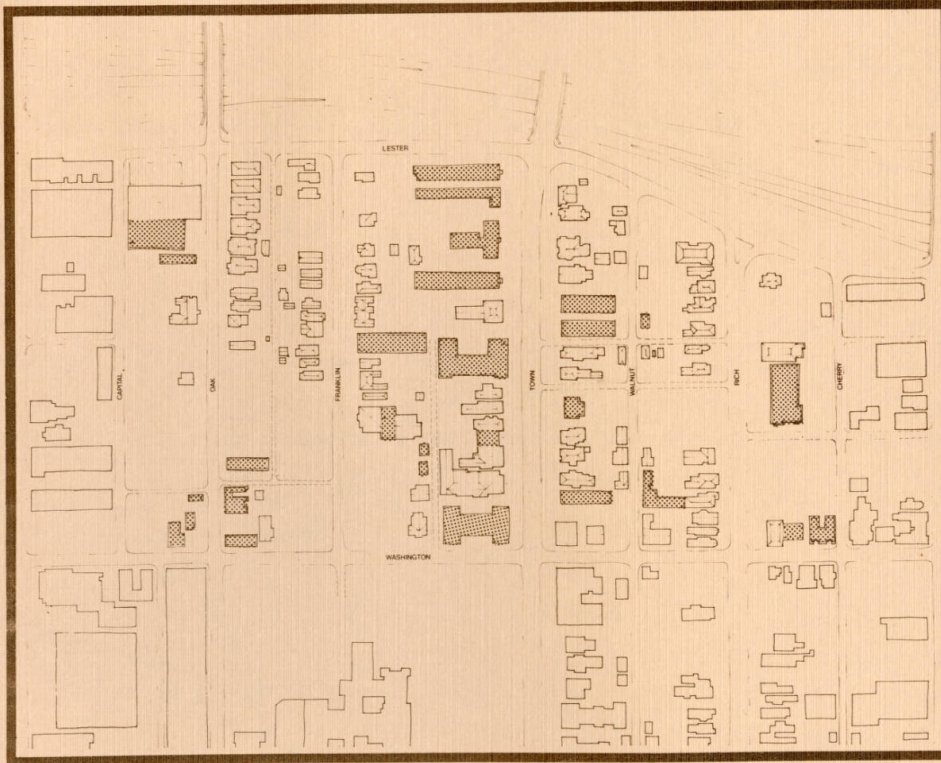 LESTER
CAPITAL
OAK
FRANKLIN
TOWN
WALNUT
RICH
CHERRY
WASHINGTON